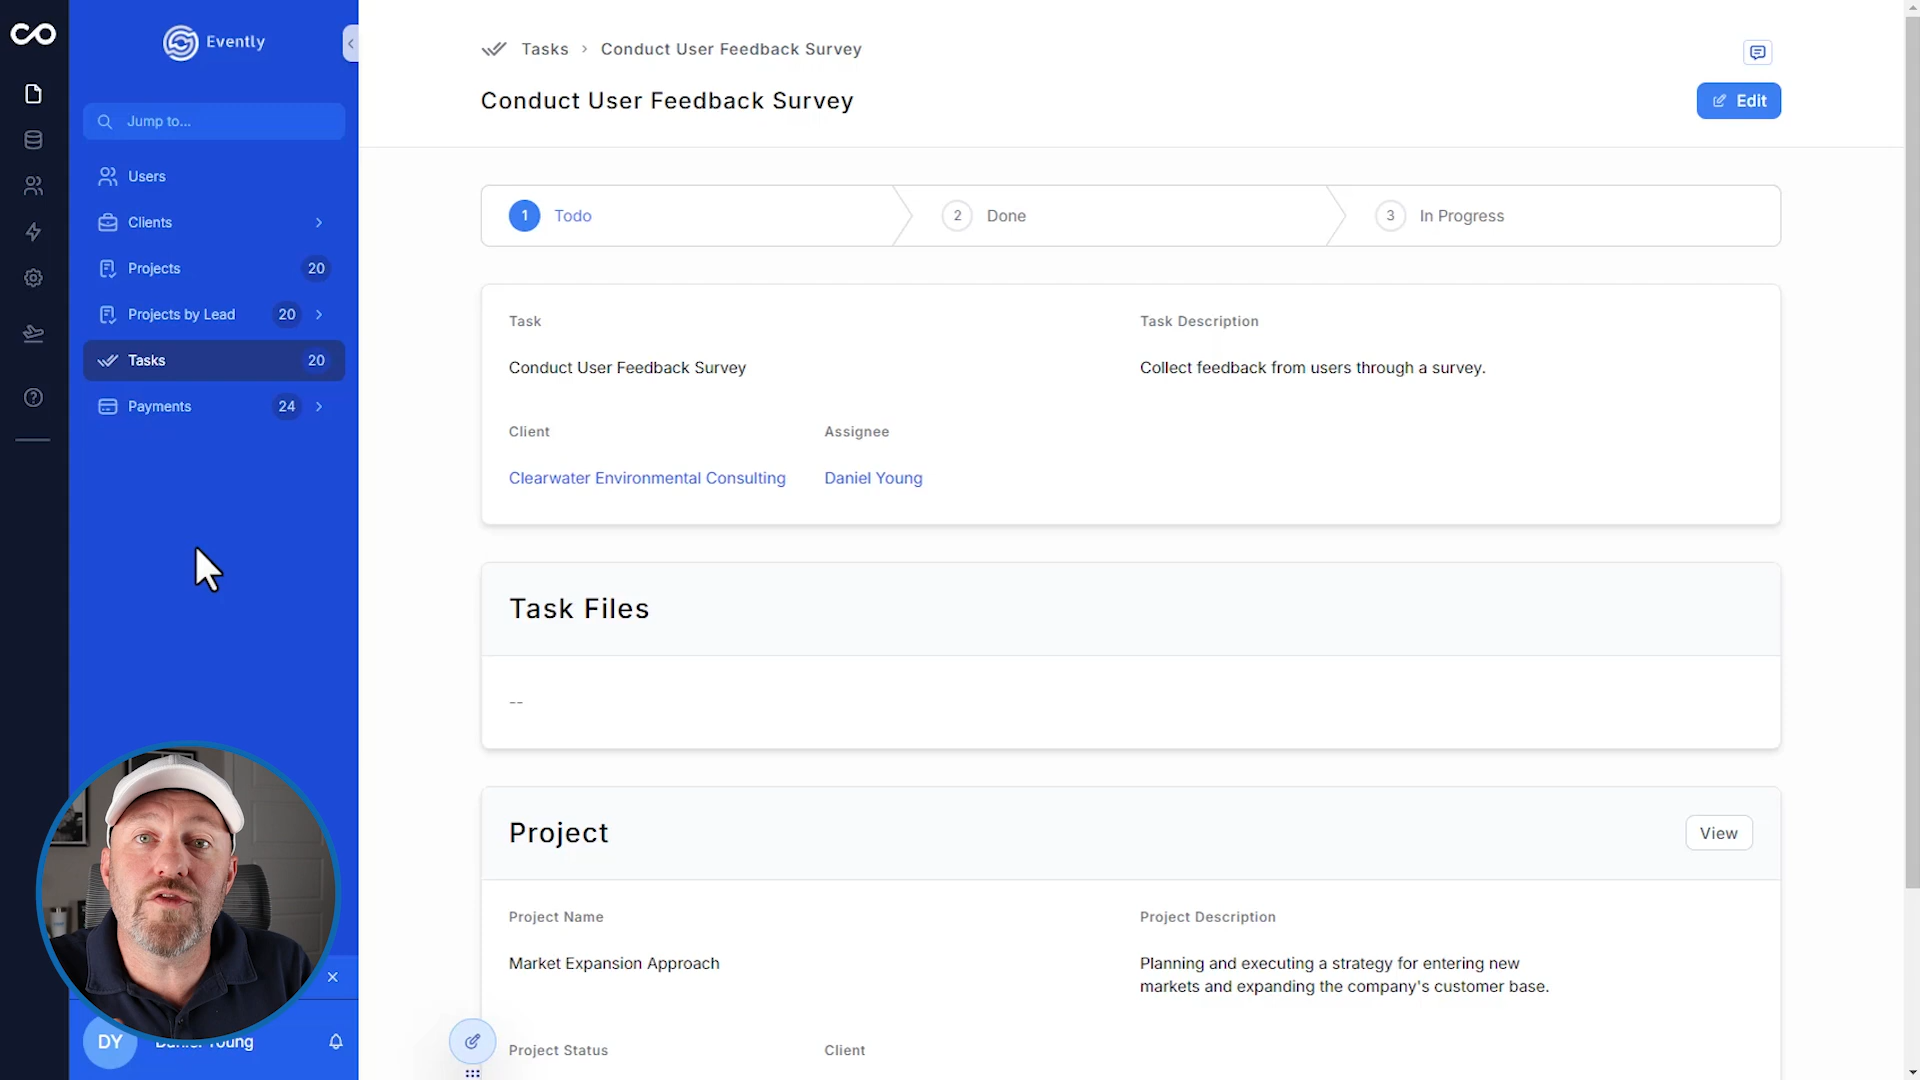 Evently
Jump to...
Users
Clients
Projects 20
Projects by Lead 20
Tasks 20
Payments 24
DY
Young
Tasks > Conduct User Feedback Survey
Conduct User Feedback Survey
Edit
1 Todo
2 Done
3 In Progress
Task
Task Description
Conduct User Feedback Survey
Collect feedback from users through a survey.
Client
Assignee
Clearwater Environmental Consulting
Daniel Young
Task Files
--
Project
View
Project Name
Project Description
Market Expansion Approach
Planning and executing a strategy for entering new
markets and expanding the company's customer base.
Project Status
Client